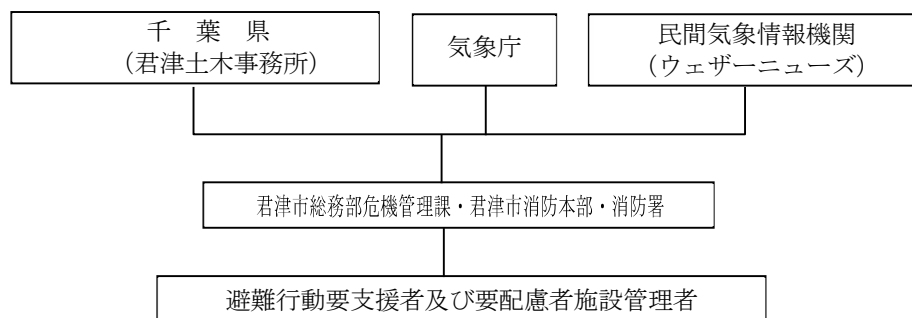 千 葉 県
(君津土木事務所)
気象庁
民間気象情報機関
(ウェザーニューズ)
君津市総務部危機管理課・君津市消防本部・消防署
避難行動要支援者及び要配慮者施設管理者